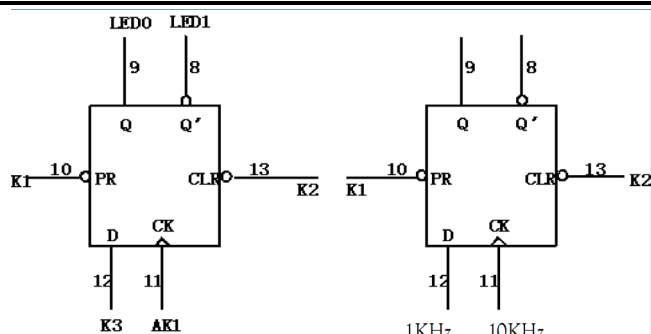 LED0 LED1
9 8 9 8
Q Q′ Q Q′
K1 10 PR CLR 13 K2 K1 10 PR CLR 13 K2
D CK D CK
12 11 12 11
K3 AK1 1KHz 10KHz